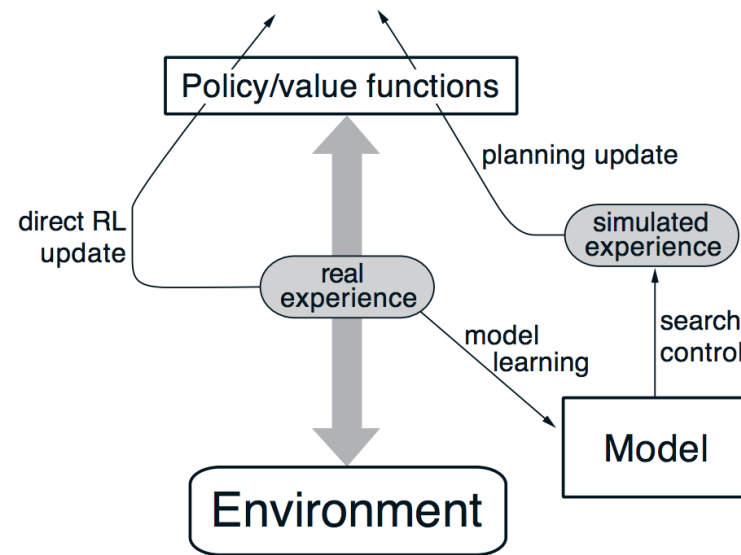 Policy/value functions
planning update
direct RL
update
simulated
experience
real
experience
model
learning
search
control
Model
Environment